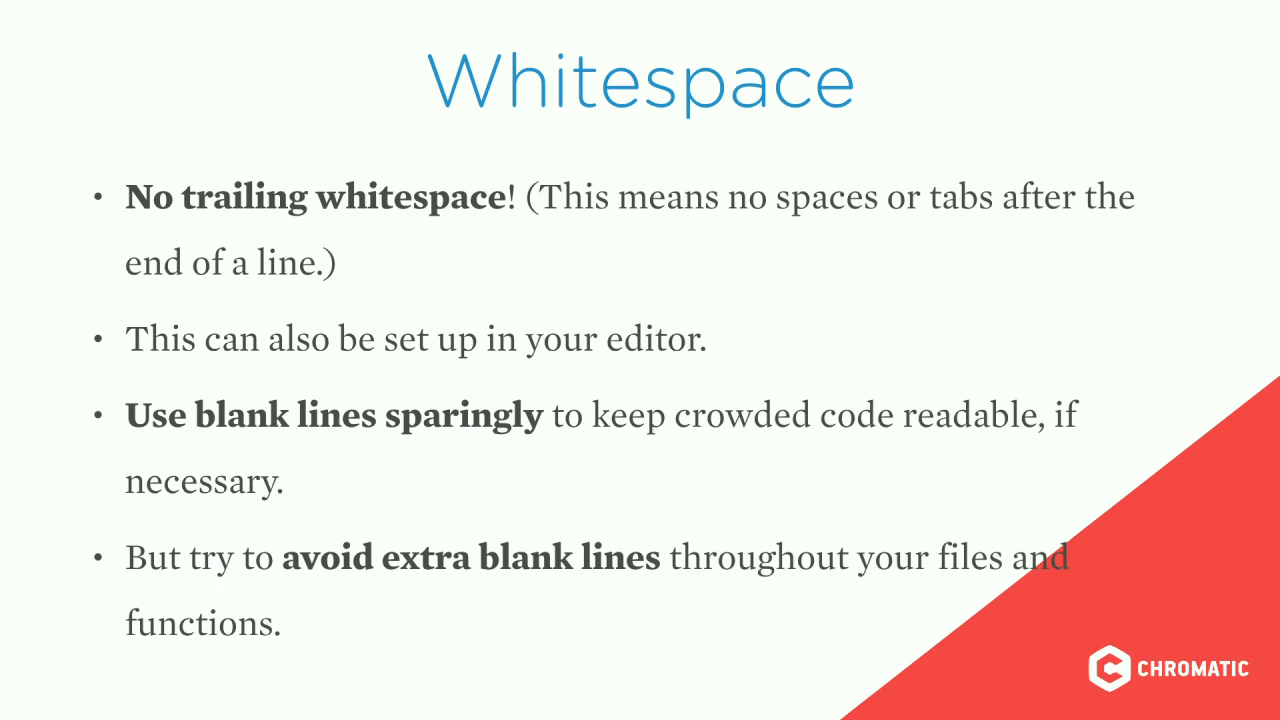 Whitespace
• No trailing whitespace! (This means no spaces or tabs after the
end of a line.)
• This can also be set up in your editor.
• Use blank lines sparingly to keep crowded code readable, if
necessary.
• But try to avoid extra blank lines throughout your files and
functions.
CHROMATIC